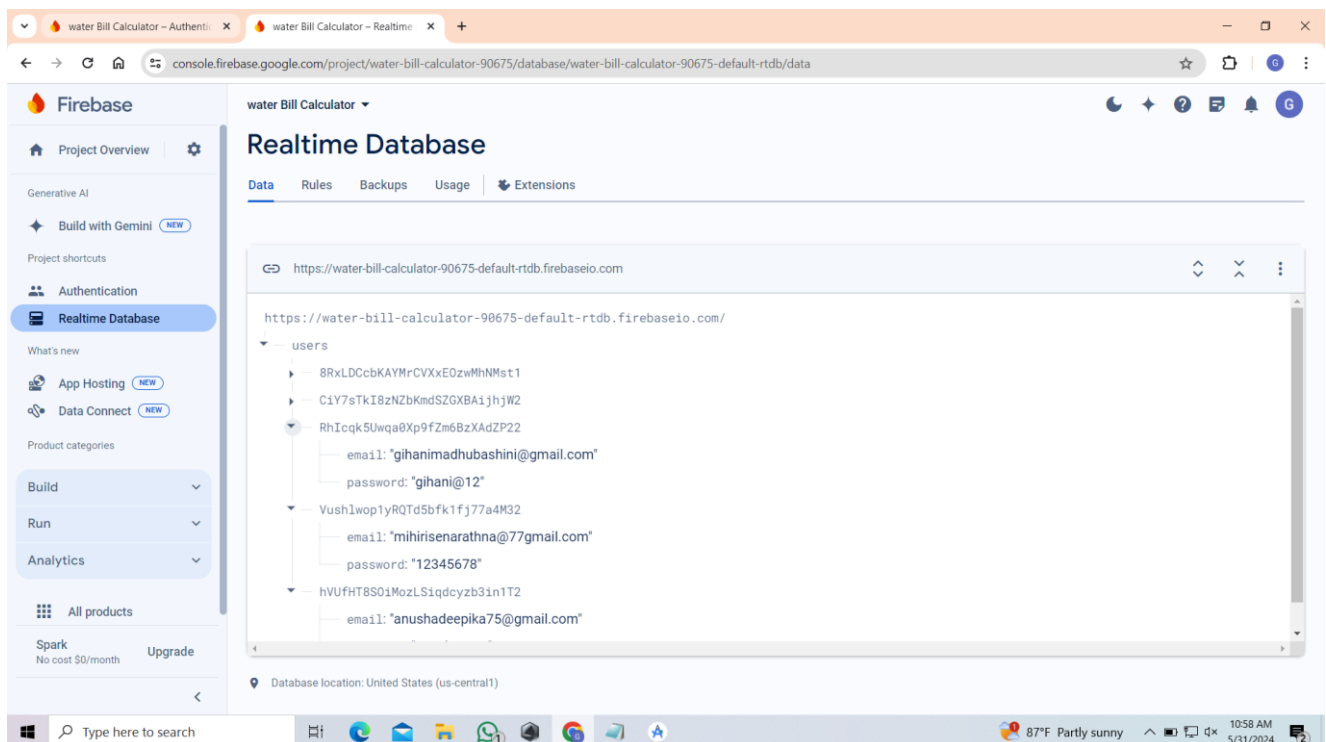 water Bill Calculator – Authentic
water Bill Calculator – Realtime
console.firebase.google.com/project/water-bill-calculator-90675/database/water-bill-calculator-90675-default-rtdb/data
G
Firebase
water Bill Calculator
G
Project Overview
Realtime Database
Generative AI
Data Rules Backups Usage Extensions
Build with Gemini NEW
Project shortcuts
https://water-bill-calculator-90675-default-rtdb.firebaseio.com
Authentication
Realtime Database
https://water-bill-calculator-90675-default-rtdb.firebaseio.com/
users
What's new
8RxLDCcbKAYMrCVXxEOzwMhNMst1
App Hosting NEW
CiY7sTkI8zNZbKmdSZGXBAijhjW2
Data Connect NEW
RhIcqk5Uwqa0Xp9fZm6BzXAdZP22
Product categories
email: "gihanimadhubashini@gmail.com"
password: "gihani@12"
Build
Vushlwop1yRQTd5bfk1fj77a4M32
Run
email: "mihirisenarathna@77gmail.com"
Analytics
password: "12345678"
hVUfHT8SOiMozLSiqdcyzb3in1T2
All products
email: "anushadeepika75@gmail.com"
Spark
No cost $0/month
Upgrade
Database location: United States (us-central1)
Type here to search
87°F Partly sunny
10:58 AM
5/31/2024
2